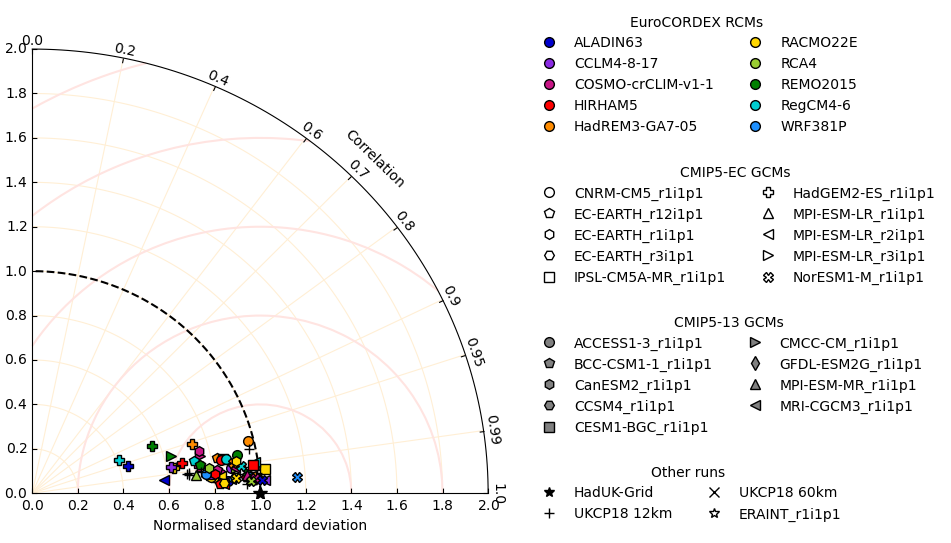 0.0
0.2
0.4
0.6
0.7
0.8
0.9
0.95
0.99
1.0
Correlation
2.0
1.8
1.6
1.4
1.2
1.0
0.8
0.6
0.4
0.2
0.0
0.0 0.2 0.4 0.6 0.8 1.0 1.2 1.4 1.6 1.8 2.0
Normalised standard deviation
EuroCORDEX RCMs
ALADIN63
CCLM4-8-17
COSMO-crCLIM-v1-1
HIRHAM5
HadREM3-GA7-05
RACMO22E
RCA4
REMO2015
RegCM4-6
WRF381P
CMIP5-EC GCMs
CNRM-CM5_r1i1p1
EC-EARTH_r12i1p1
EC-EARTH_r1i1p1
EC-EARTH_r3i1p1
IPSL-CM5A-MR_r1i1p1
HadGEM2-ES_r1i1p1
MPI-ESM-LR_r1i1p1
MPI-ESM-LR_r2i1p1
MPI-ESM-LR_r3i1p1
NorESM1-M_r1i1p1
CMIP5-13 GCMs
ACCESS1-3_r1i1p1
BCC-CSM1-1_r1i1p1
CanESM2_r1i1p1
CCSM4_r1i1p1
CESM1-BGC_r1i1p1
CMCC-CM_r1i1p1
GFDL-ESM2G_r1i1p1
MPI-ESM-MR_r1i1p1
MRI-CGCM3_r1i1p1
Other runs
HadUK-Grid
UKCP18 12km
UKCP18 60km
ERAINT_r1i1p1